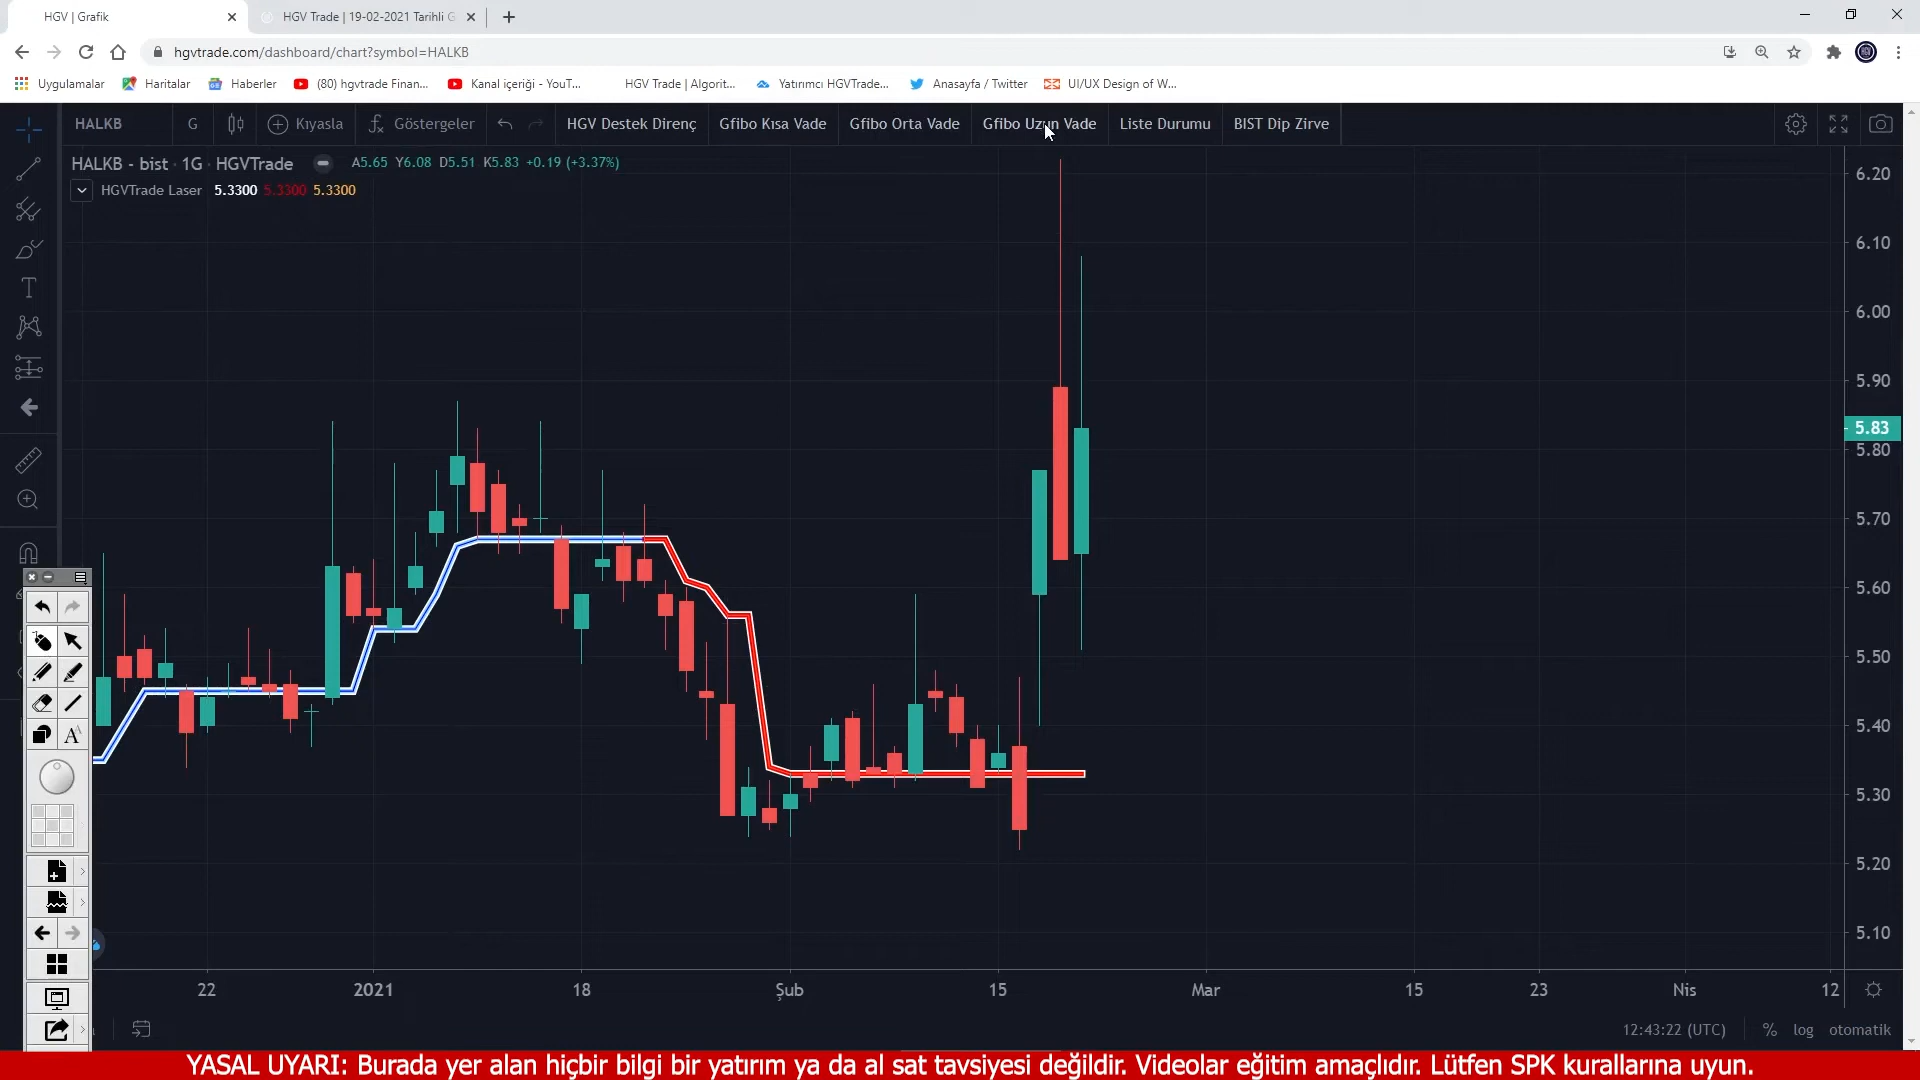 HGV | Grafik
HGV Trade | 19-02-2021 Tarihli G
hgvtrade.com/dashboard/chart?symbol=HALKB
Uygulamalar
Haritalar
Haberler
(80) hgvtrade Finan...
Kanal içeriği - YouT...
HGV Trade | Algorit...
Yatırımcı HGVTrade...
Anasayfa / Twitter
UI/UX Design of W...
HALKB
G
Kıyasla
Göstergeler
HGV Destek Direnç
Gfibo Kısa Vade
Gfibo Orta Vade
Gfibo Uzun Vade
Liste Durumu
BIST Dip Zirve
HALKB - bist · 1G · HGVTrade
A5.65 Y6.08 D5.51 K5.83 +0.19 (+3.37%)
HGVTrade Laser 5.3300 5.3300 5.3300
6.20
6.10
6.00
5.90
5.83
5.80
5.70
5.60
5.50
5.40
5.30
5.20
5.10
22
2021
18
Şub
15
Mar
15
23
Nis
12
12:43:22 (UTC)
%
log
otomatik
YASAL UYARI: Burada yer alan hiçbir bilgi bir yatırım ya da al sat tavsiyesi değildir. Videolar eğitim amaçlıdır. Lütfen SPK kurallarına uyun.